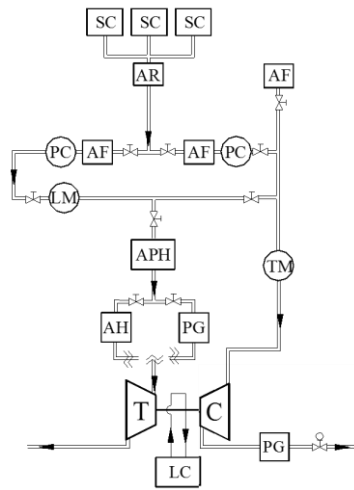 SC SC SC
AR AF
PC AF AF PC
LM
APH TM
AH PG
T C
PG
LC